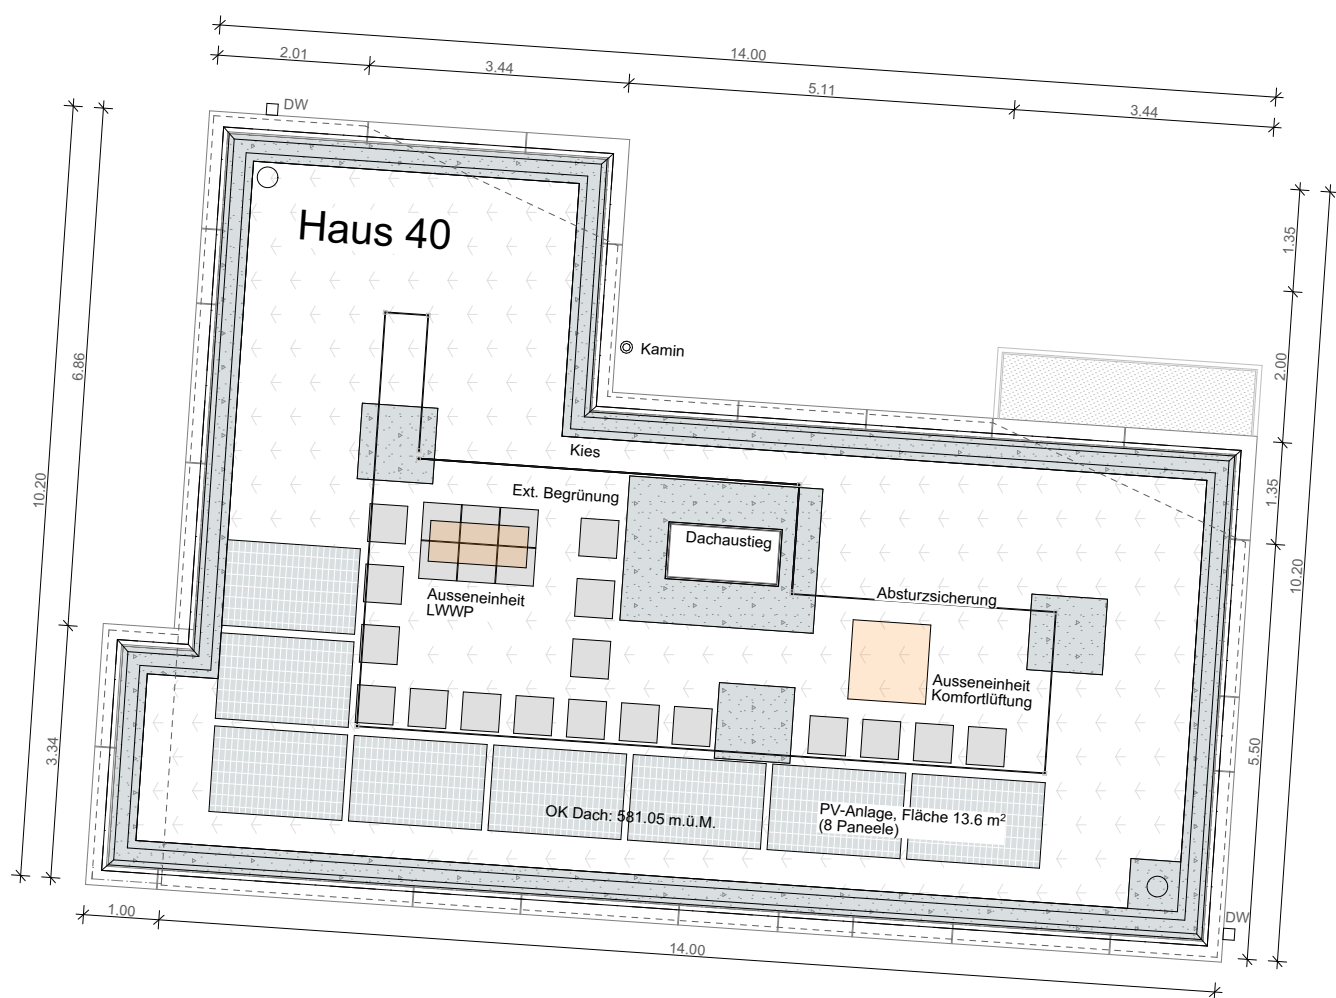 14.00
2.01
3.44
5.11
3.44
DW
Haus 40
1.35
6.86
Kamin
2.00
Kies
10.20
Ext. Begrünung
1.35
Dachaustieg
10.20
Ausseneinheit
LWWP
Absturzsicherung
Ausseneinheit
Komfortlüftung
3.34
5.50
OK Dach: 581.05 m.ü.M.
PV-Anlage, Fläche 13.6 m²
(8 Paneele)
1.00
DW
14.00